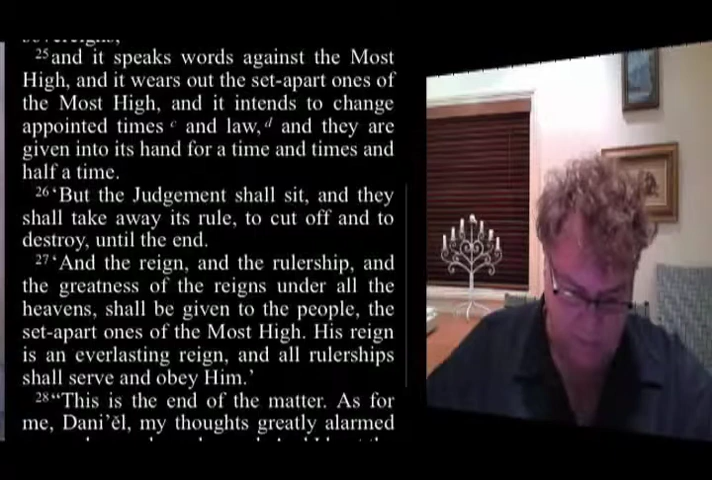 sovereigns,
25and it speaks words against the Most
High, and it wears out the set-apart ones of
the Most High, and it intends to change
appointed times c and law,d and they are
given into its hand for a time and times and
half a time.
26‘But the Judgement shall sit, and they
shall take away its rule, to cut off and to
destroy, until the end.
27‘And the reign, and the rulership, and
the greatness of the reigns under all the
heavens, shall be given to the people, the
set-apart ones of the Most High. His reign
is an everlasting reign, and all rulerships
shall serve and obey Him.’
28“This is the end of the matter. As for
me, Dani’ĕl, my thoughts greatly alarmed